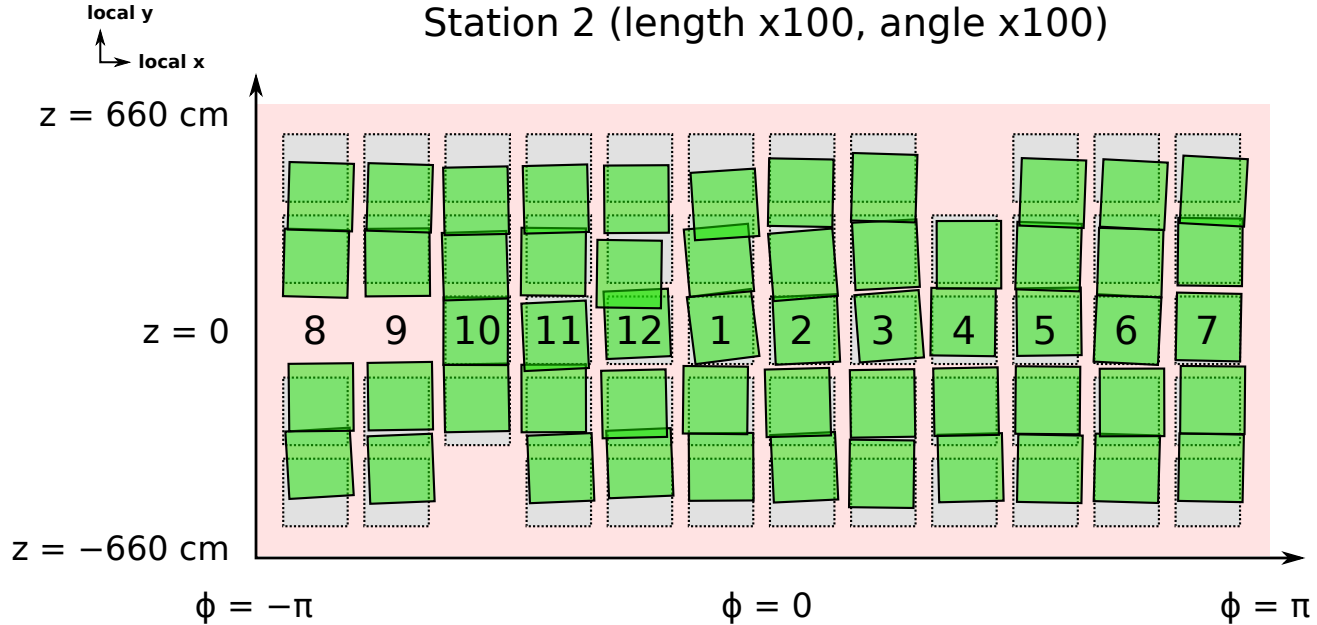 local y
local x
Station 2 (length x100, angle x100)
z = 660 cm
z = 0
8 9 10 11 12 1 2 3 4 5 6 7
z = −660 cm
ϕ = −π ϕ = 0 ϕ = π